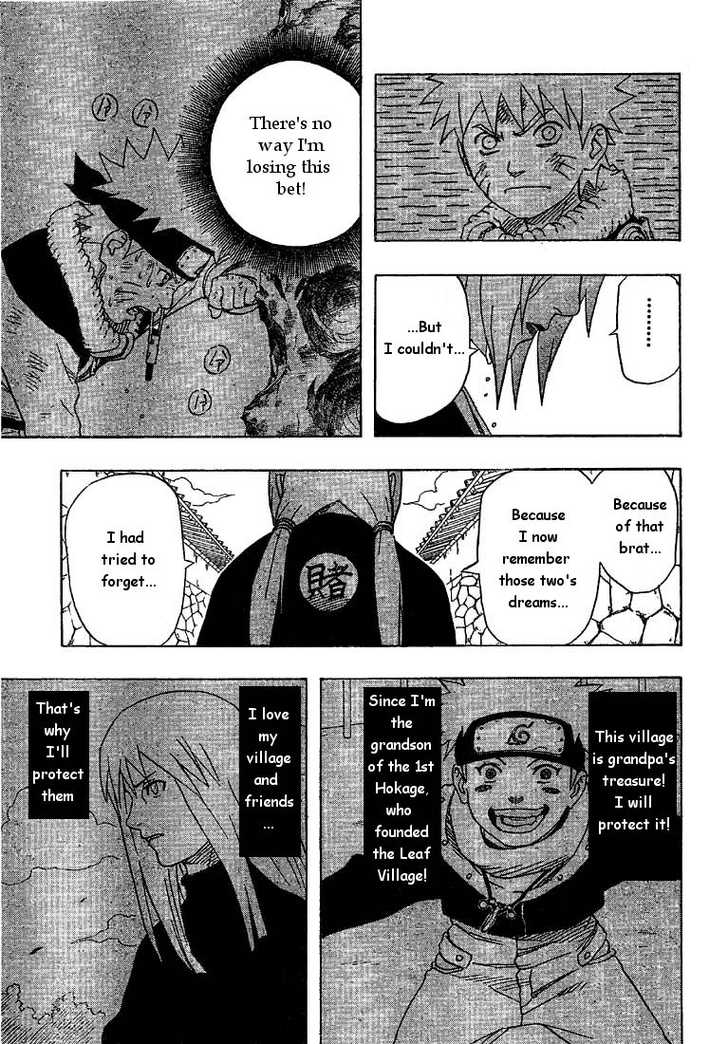 There's no
way I'm
losing this
bet!
.........
...But
I couldn't...
Because
of that
brat...
Because
I now
remember
those two's
dreams...
賭
I had
tried to
forget...
This village
is grandpa's
treasure!
I will
protect it!
Since I'm
the
grandson
of the 1st
Hokage,
who
founded
the Leaf
Village!
I love
my
village
and
friends
...
That's
why
I'll
protect
them